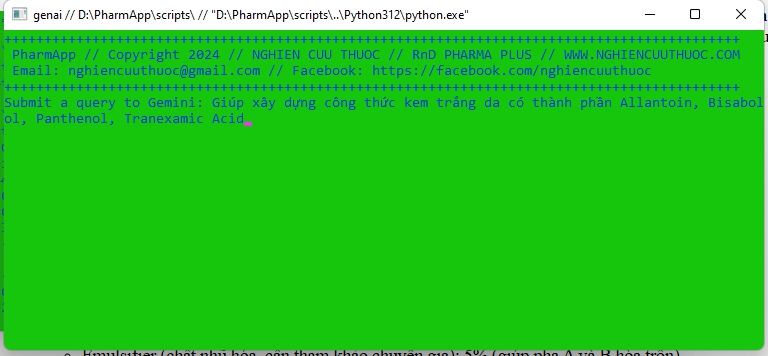 genai // D:\PharmApp\scripts\ // "D:\PharmApp\scripts\..\Python312\python.exe"
++++++++++++++++++++++++++++++++++++++++++++++++++++++++++++++++++++++++++++++++++++++++++++
PharmApp // Copyright 2024 // NGHIEN CUU THUOC // RnD PHARMA PLUS // WWW.NGHIENCUUTHUOC.COM
Email: nghiencuuthuoc@gmail.com // Facebook: https://facebook.com/nghiencuuthuoc
++++++++++++++++++++++++++++++++++++++++++++++++++++++++++++++++++++++++++++++++++++++++++++
Submit a query to Gemini: Giúp xây dựng công thức kem trắng da có thành phần Allantoin, Bisabol
ol, Panthenol, Tranexamic Acid
Emulsifier (chất nhũ hóa, cần tham khảo chuyên gia): 5% (giúp pha A và B hòa trộn)